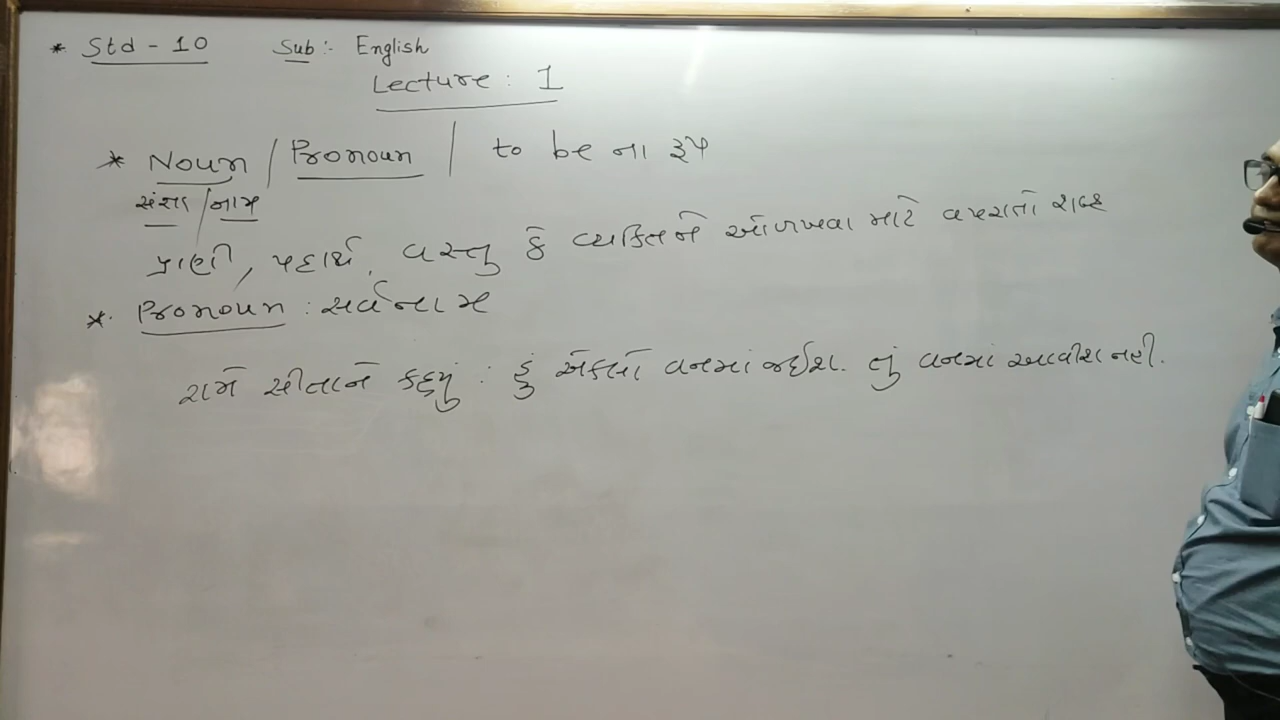 * Std - 10 Sub :- English
Lecture : 1
* Noun / Pronoun | to be ના રૂપ
સંજ્ઞા / નામ
પ્રાણી, પદાર્થ, વસ્તુ કે વ્યક્તિને ઓળખવા માટે વપરાતો શબ્દ
* Pronoun : સર્વનામ
રામે સીતાને કહ્યું : હું એકલો વનમાં જઈશ. તું વનમાં આવીશ નહી.